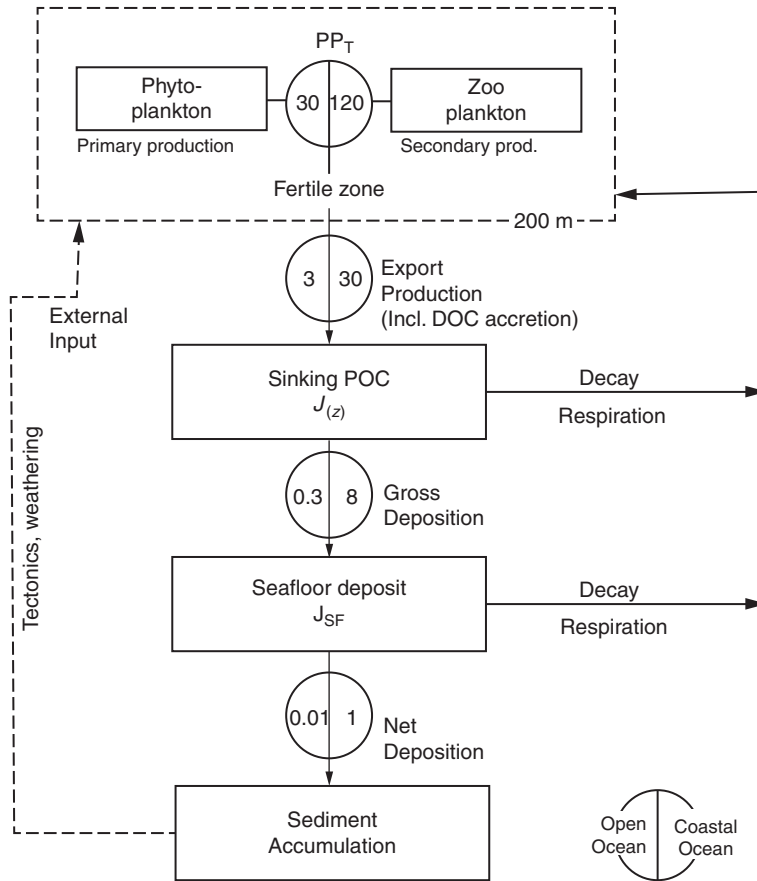 PP_T
Phyto-
plankton
30 120
Zoo
plankton
Primary production
Secondary prod.
Fertile zone
200 m
3 30
Export
Production
(Incl. DOC accretion)
External
Input
Sinking POC
J_(z)
Decay
Respiration
0.3 8
Gross
Deposition
Tectonics, weathering
Seafloor deposit
J_SF
Decay
Respiration
0.01 1
Net
Deposition
Sediment
Accumulation
Open
Ocean
Coastal
Ocean